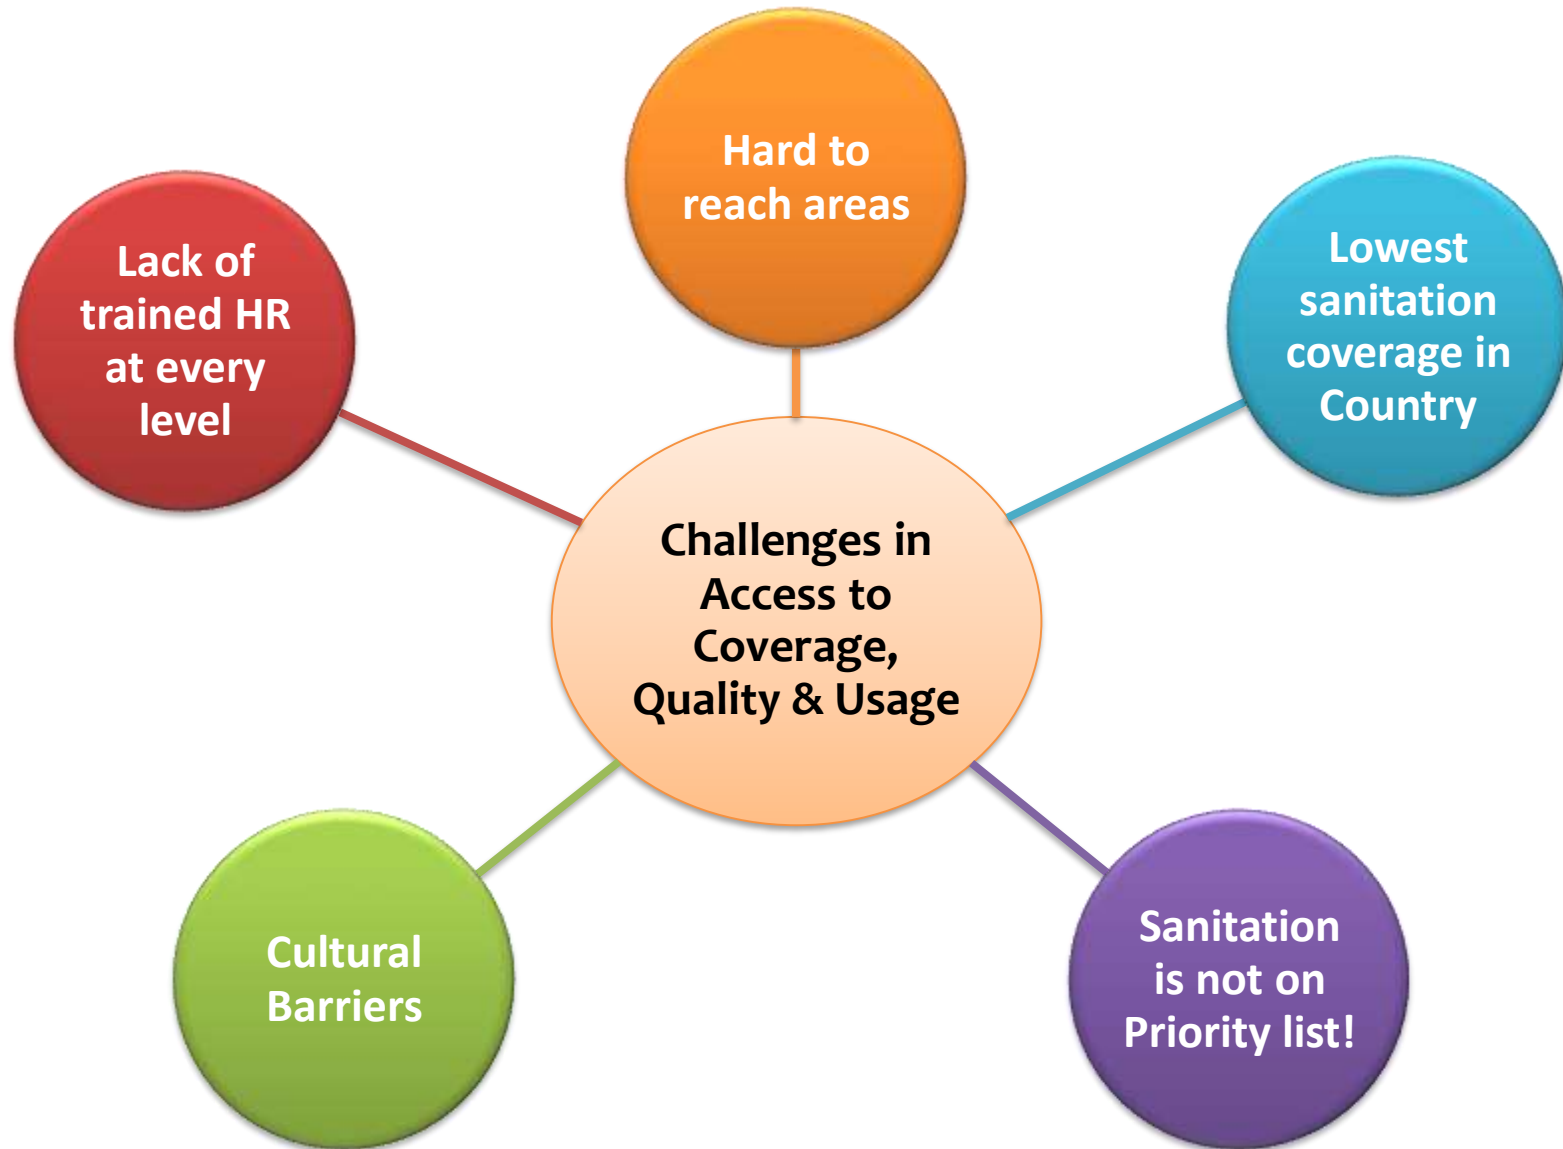 Hard to
reach areas
Lack of
trained HR
at every
level
Lowest
sanitation
coverage in
Country
Challenges in
Access to
Coverage,
Quality & Usage
Cultural
Barriers
Sanitation
is not on
Priority list!